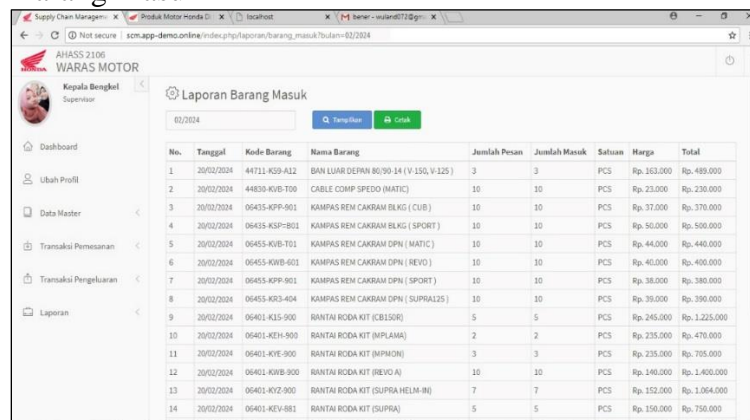 Supply Chain Managem
Produk Motor Honda D
localhost
bener - wuland072@gm
Not secure | scm.app-demo.online/index.php/laporan/barang_masuk?bulan=02/2024
HONDA
AHASS 2106
WARAS MOTOR
Kepala Bengkel
Supervisor
Dashboard
Ubah Profil
Data Master
Transaksi Pemesanan
Transaksi Pengeluaran
Laporan
Laporan Barang Masuk
02/2024 Tampilkan Cetak
No. Tanggal Kode Barang Nama Barang Jumlah Pesan Jumlah Masuk Satuan Harga Total
1 20/02/2024 44711-KS9-A12 BAN LUAR DEPAN 80/90-14 ( V-150, V-125 ) 3 3 PCS Rp. 163.000 Rp. 489.000
2 20/02/2024 44830-KVB-T00 CABLE COMP SPEDO (MATIC) 10 10 PCS Rp. 23.000 Rp. 230.000
3 20/02/2024 06435-KPP-901 KAMPAS REM CAKRAM BLKG ( CUB ) 10 10 PCS Rp. 37.000 Rp. 370.000
4 20/02/2024 06435-KSP=B01 KAMPAS REM CAKRAM BLKG ( SPORT ) 10 10 PCS Rp. 50.000 Rp. 500.000
5 20/02/2024 06455-KVB-T01 KAMPAS REM CAKRAM DPN ( MATIC ) 10 10 PCS Rp. 44.000 Rp. 440.000
6 20/02/2024 06455-KWB-601 KAMPAS REM CAKRAM DPN ( REVO ) 10 10 PCS Rp. 40.000 Rp. 400.000
7 20/02/2024 06455-KPP-901 KAMPAS REM CAKRAM DPN ( SPORT ) 10 10 PCS Rp. 38.000 Rp. 380.000
8 20/02/2024 06455-KR3-404 KAMPAS REM CAKRAM DPN ( SUPRA125 ) 10 10 PCS Rp. 39.000 Rp. 390.000
9 20/02/2024 06401-K15-900 RANTAI RODA KIT (CB150R) 5 5 PCS Rp. 245.000 Rp. 1.225.000
10 20/02/2024 06401-KEH-900 RANTAI RODA KIT (MPLAMA) 2 2 PCS Rp. 235.000 Rp. 470.000
11 20/02/2024 06401-KYE-900 RANTAI RODA KIT (MPMON) 3 3 PCS Rp. 235.000 Rp. 705.000
12 20/02/2024 06401-KWB-900 RANTAI RODA KIT (REVO A) 10 10 PCS Rp. 140.000 Rp. 1.400.000
13 20/02/2024 06401-KYZ-900 RANTAI RODA KIT (SUPRA HELM-IN) 7 7 PCS Rp. 152.000 Rp. 1.064.000
14 20/02/2024 06401-KEV-881 RANTAI RODA KIT (SUPRA) 5 5 PCS Rp. 150.000 Rp. 750.000